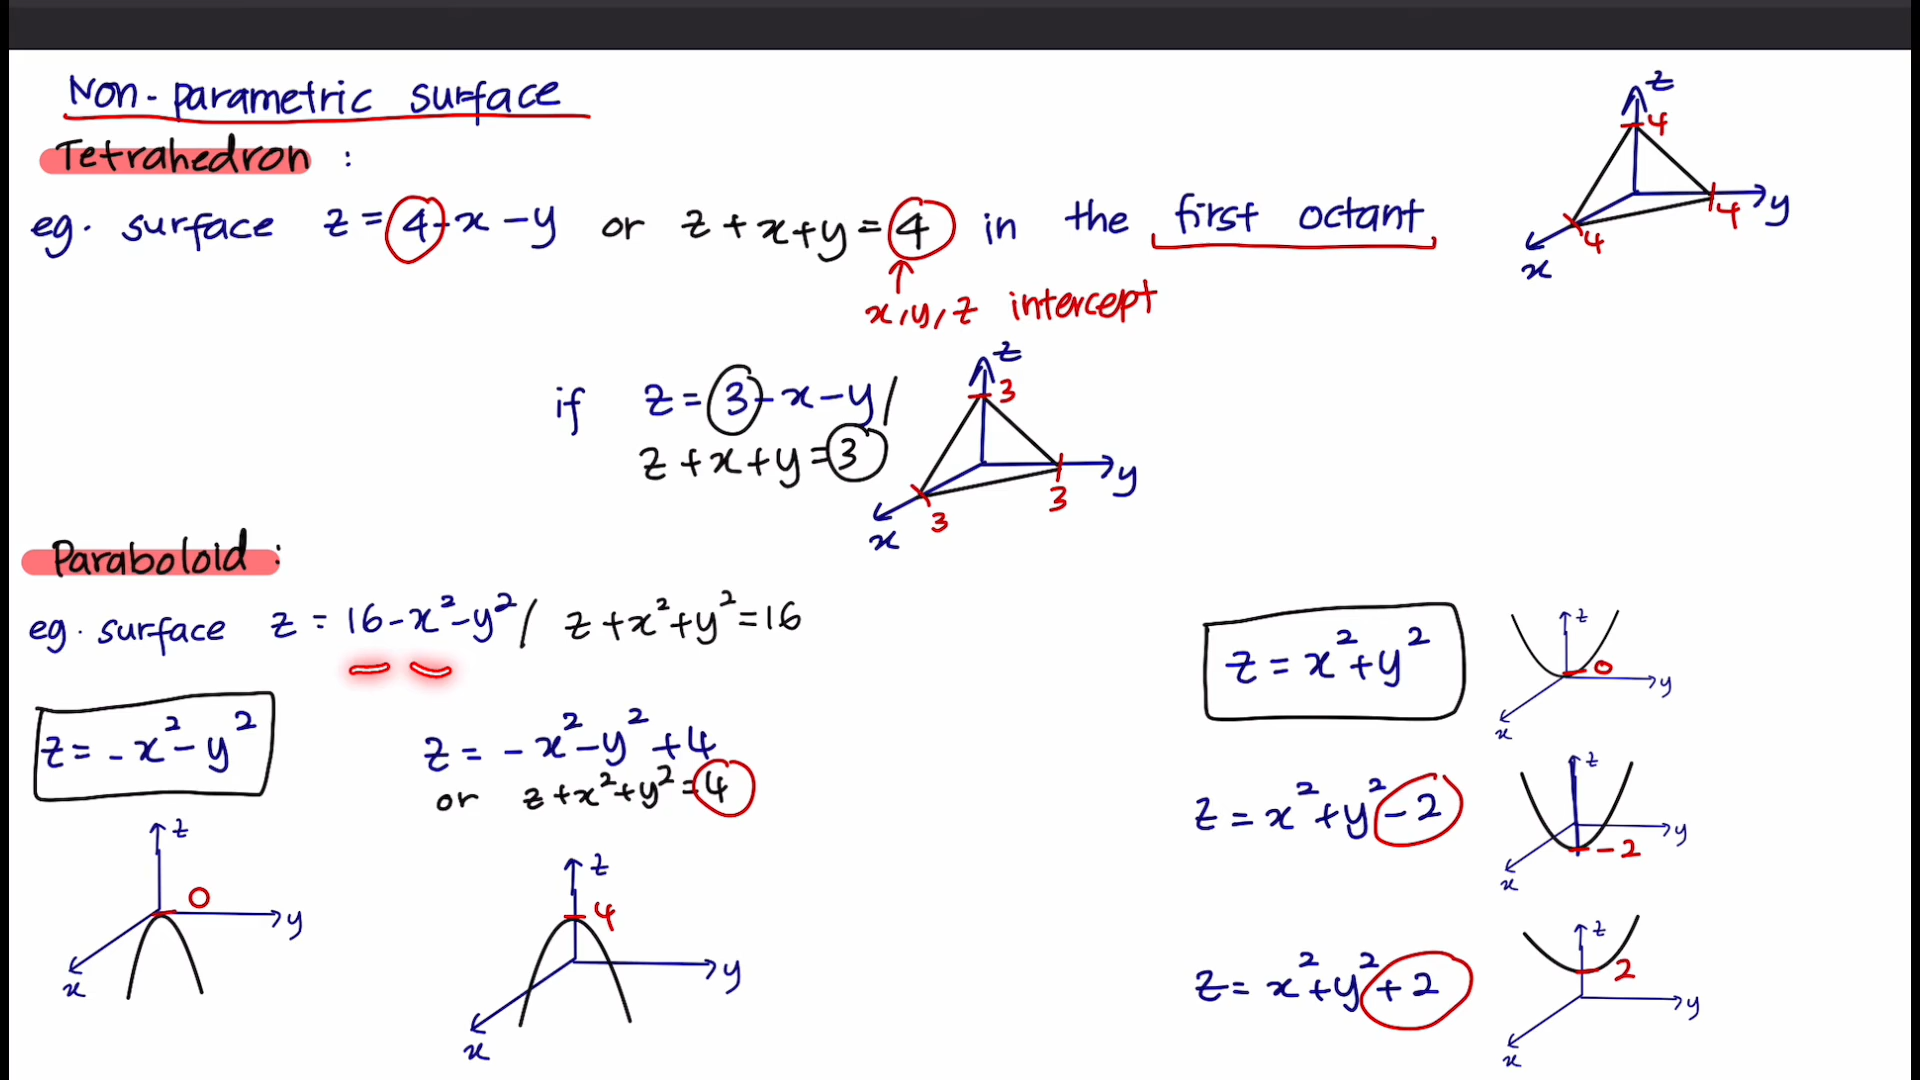 Non-parametric surface
Tetrahedron :
eg. surface z = 4-x-y or z+x+y=4 in the first octant
x,y,z intercept
z
4
4
y
4
x
if z=3-x-y/
z+x+y=3
z
3
y
3
3
x
Paraboloid :
eg. surface z = 16-x²-y² / z+x²+y²=16
z=-x²-y²
z
0
y
x
z = -x²-y²+4
or z+x²+y²=4
z
4
y
x
z = x²+y²
z
0
y
x
z = x²+y²-2
z
y
-2
x
z = x²+y²+2
z
2
y
x